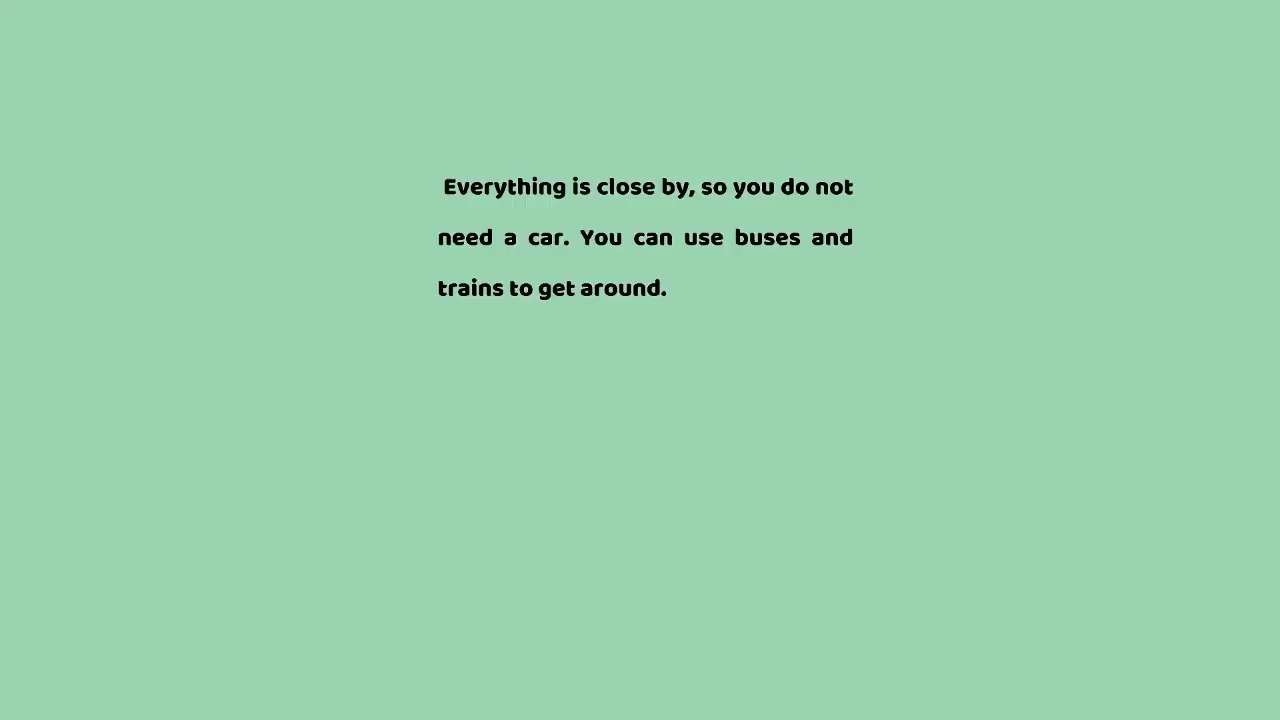 Everything is close by, so you do not
need a car. You can use buses and
trains to get around.